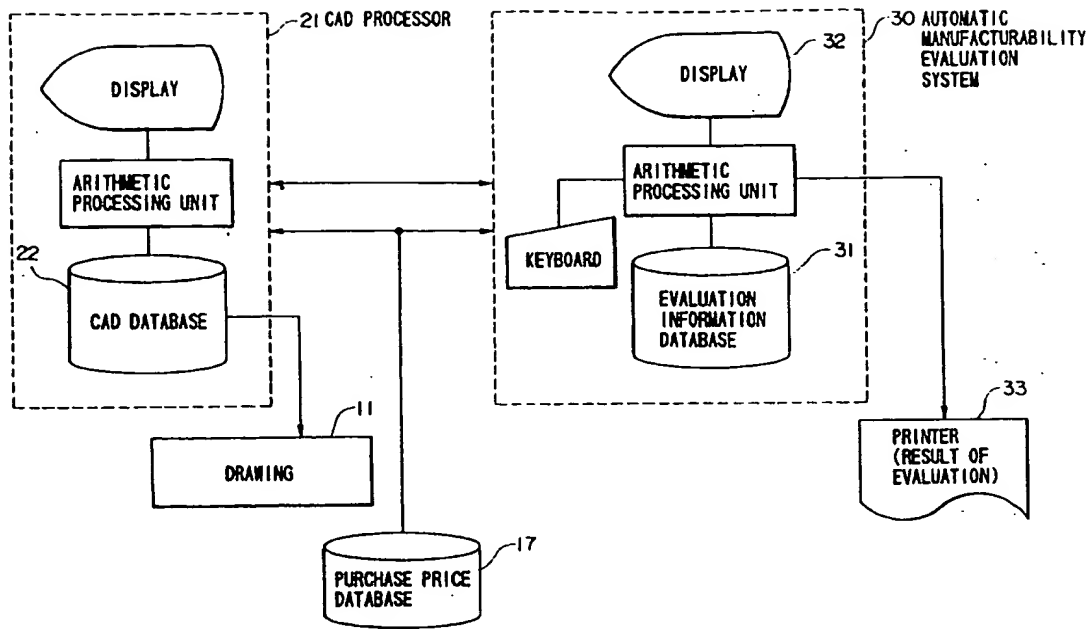 21 CAD PROCESSOR
DISPLAY
ARITHMETIC
PROCESSING UNIT
22
CAD DATABASE
11
DRAWING
17
PURCHASE PRICE
DATABASE
30 AUTOMATIC
MANUFACTURABILITY
EVALUATION
SYSTEM
32
DISPLAY
ARITHMETIC
PROCESSING UNIT
KEYBOARD
31
EVALUATION
INFORMATION
DATABASE
33
PRINTER
(RESULT OF
EVALUATION)